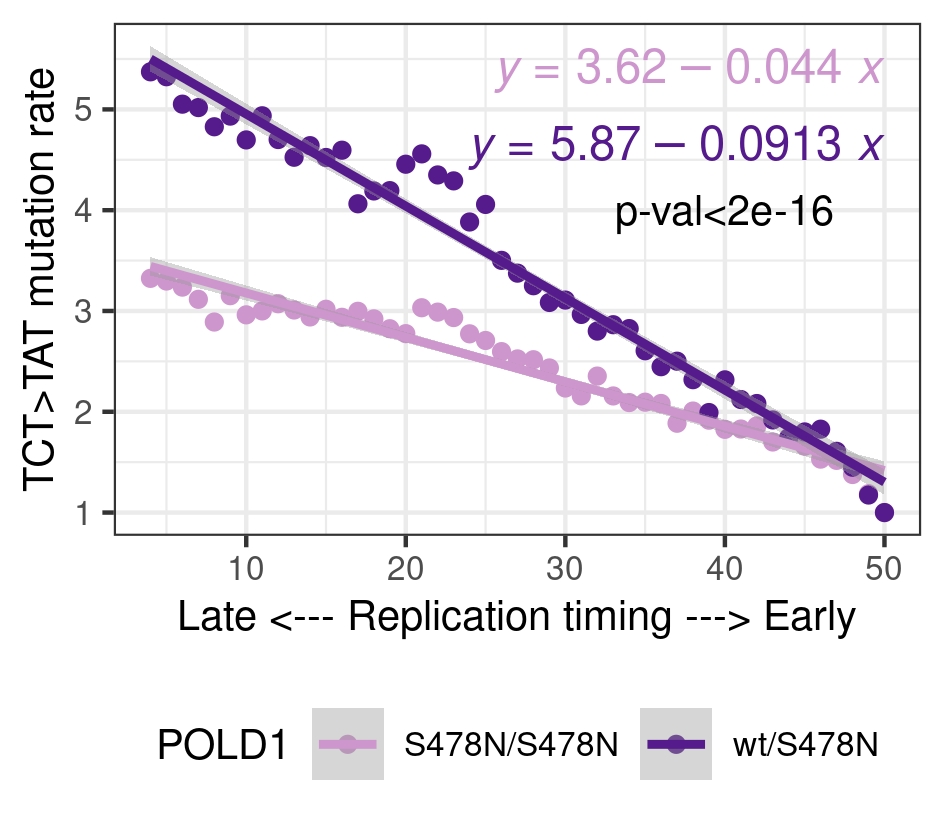 y = 3.62 − 0.044 x
y = 5.87 − 0.0913 x
p-val<2e-16
TCT>TAT mutation rate
5
4
3
2
1
10 20 30 40 50
Late <--- Replication timing ---> Early
POLD1 S478N/S478N wt/S478N